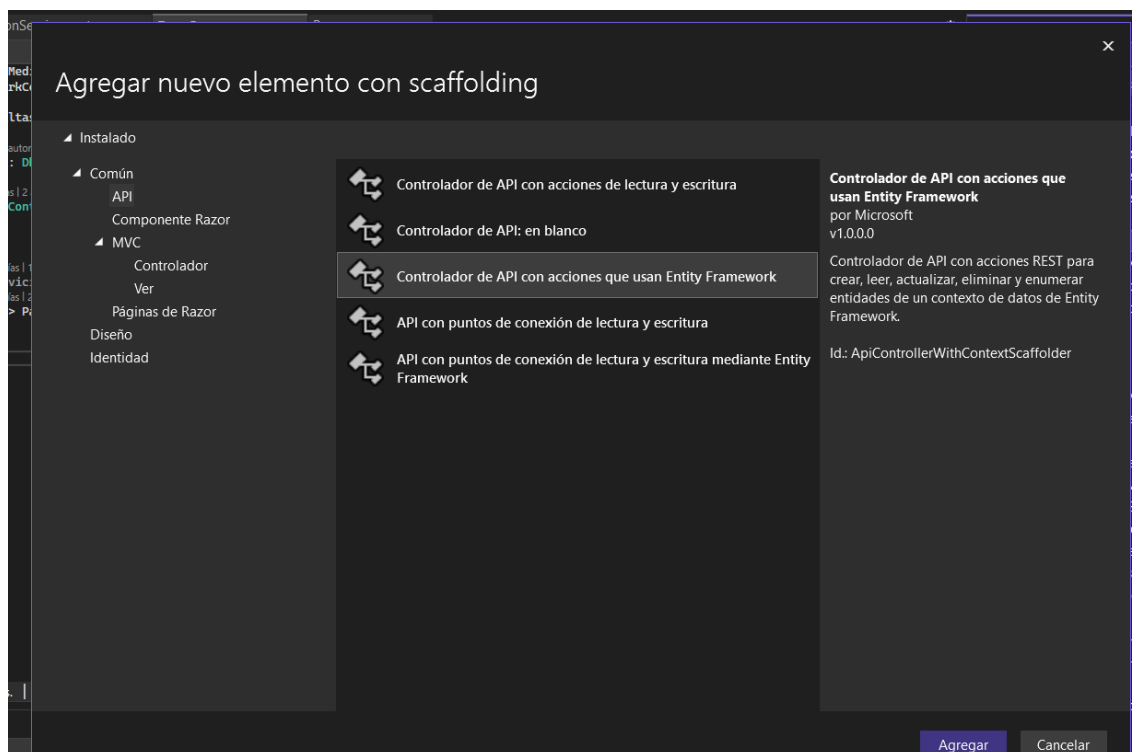 Agregar nuevo elemento con scaffolding
Instalado
Común
API
Componente Razor
MVC
Controlador
Ver
Páginas de Razor
Diseño
Identidad
Controlador de API con acciones de lectura y escritura
Controlador de API: en blanco
Controlador de API con acciones que usan Entity Framework
API con puntos de conexión de lectura y escritura
API con puntos de conexión de lectura y escritura mediante Entity
Framework
Controlador de API con acciones que
usan Entity Framework
por Microsoft
v1.0.0.0
Controlador de API con acciones REST para
crear, leer, actualizar, eliminar y enumerar
entidades de un contexto de datos de Entity
Framework.
Id.: ApiControllerWithContextScaffolder
Agregar
Cancelar